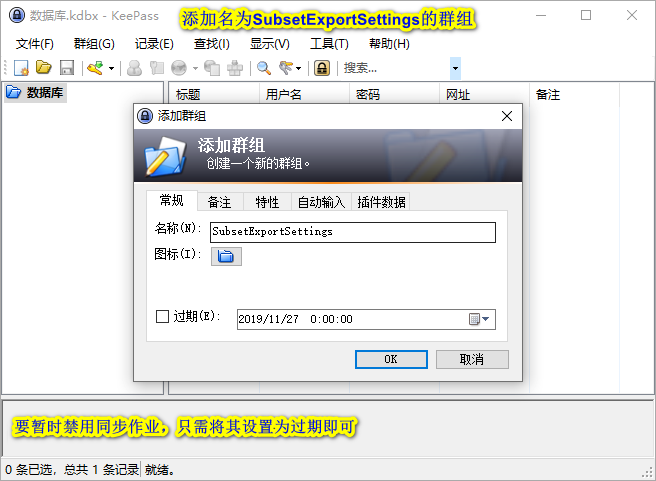 数据库.kdbx - KeePass
添加名为SubsetExportSettings的群组
文件(F) 群组(G) 记录(E) 查找(I) 显示(V) 工具(T) 帮助(H)
搜索...
数据库
标题 用户名 密码 网址 备注
添加群组
添加群组
创建一个新的群组。
常规 备注 特性 自动输入 插件数据
名称(N): SubsetExportSettings
图标(I):
过期(E): 2019/11/27 0:00:00
OK 取消
要暂时禁用同步作业，只需将其设置为过期即可
0 条已选，总共 1 条记录 就绪。